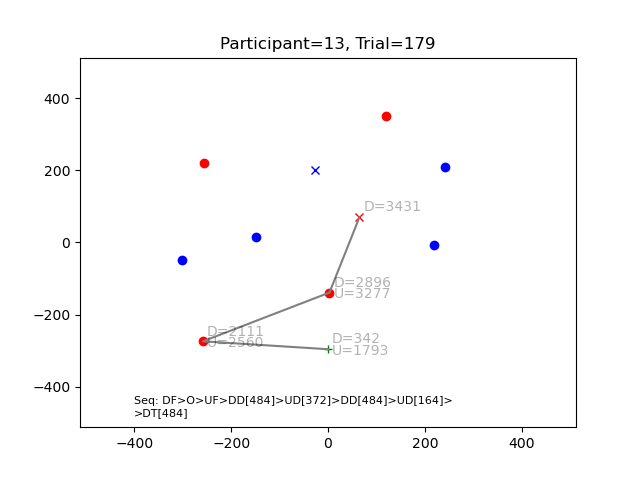 Participant=13, Trial=179
400
200
0
−200
−400
D=3431
D=2896
U=3277
D=2111
U=2560
D=342
U=1793
Seq: DF>O>UF>DD[484]>UD[372]>DD[484]>UD[164]>
>DT[484]
−400
−200
0
200
400